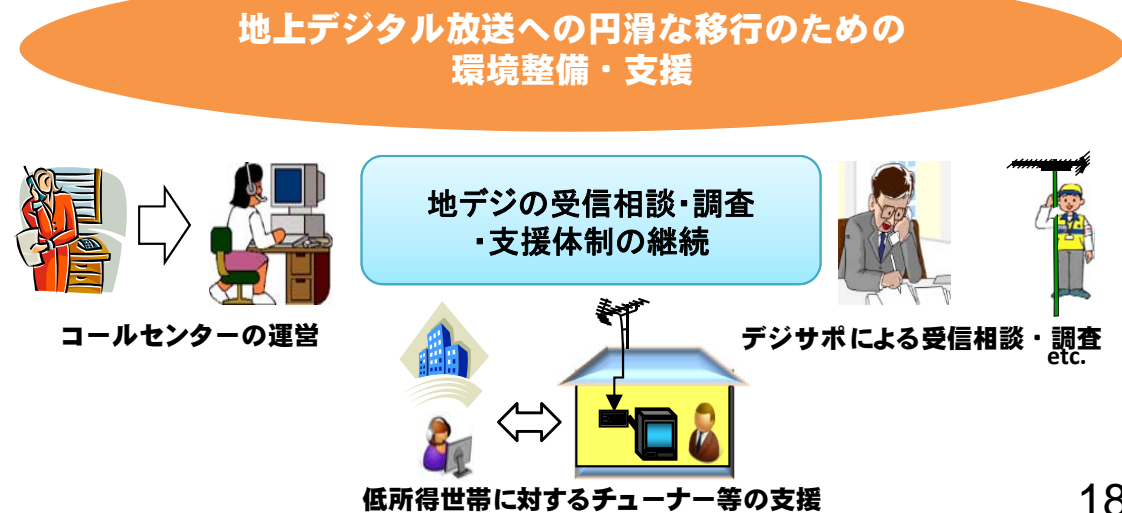 地上デジタル放送への円滑な移行のための
環境整備・支援
地デジの受信相談・調査
・支援体制の継続
コールセンターの運営
デジサポによる受信相談・調査
etc.
低所得世帯に対するチューナー等の支援
18